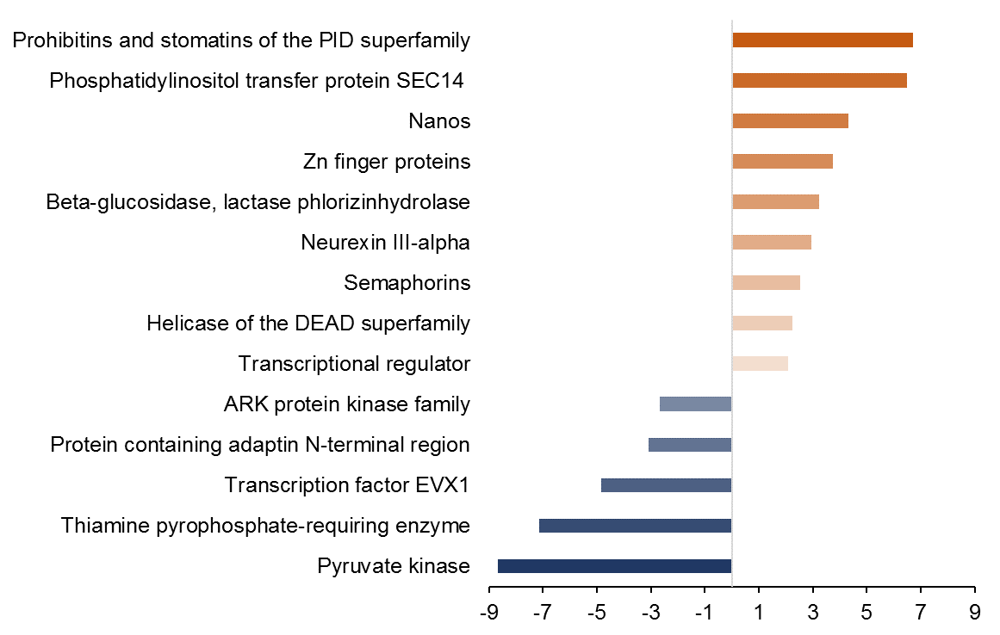 Prohibitins and stomatins of the PID superfamily
Phosphatidylinositol transfer protein SEC14
Nanos
Zn finger proteins
Beta-glucosidase, lactase phlorizinhydrolase
Neurexin III-alpha
Semaphorins
Helicase of the DEAD superfamily
Transcriptional regulator
ARK protein kinase family
Protein containing adaptin N-terminal region
Transcription factor EVX1
Thiamine pyrophosphate-requiring enzyme
Pyruvate kinase
-9 -7 -5 -3 -1 1 3 5 7 9